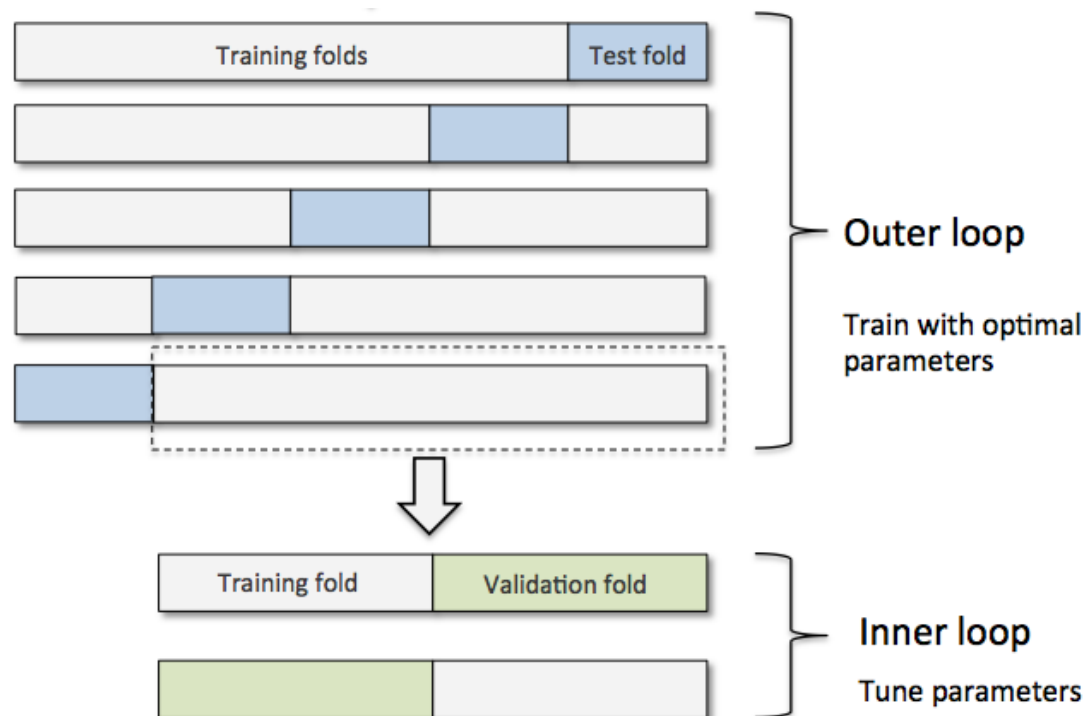 Training folds
Test fold
Outer loop
Train with optimal
parameters
Training fold
Validation fold
Inner loop
Tune parameters